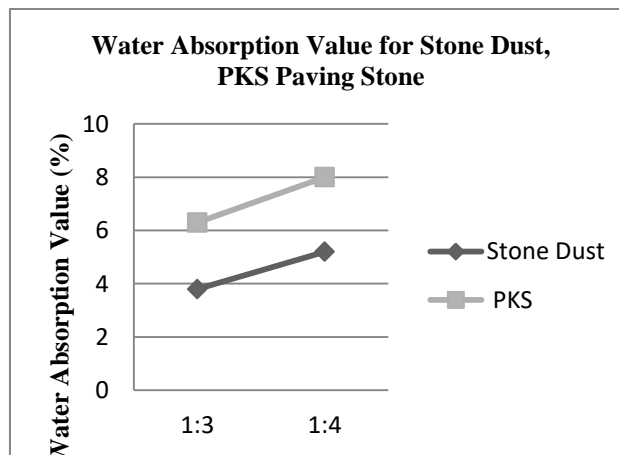 Water Absorption Value for Stone Dust,
PKS Paving Stone
Water Absorption Value (%)
10
8
6
4
2
0
1:3
1:4
Stone Dust
PKS